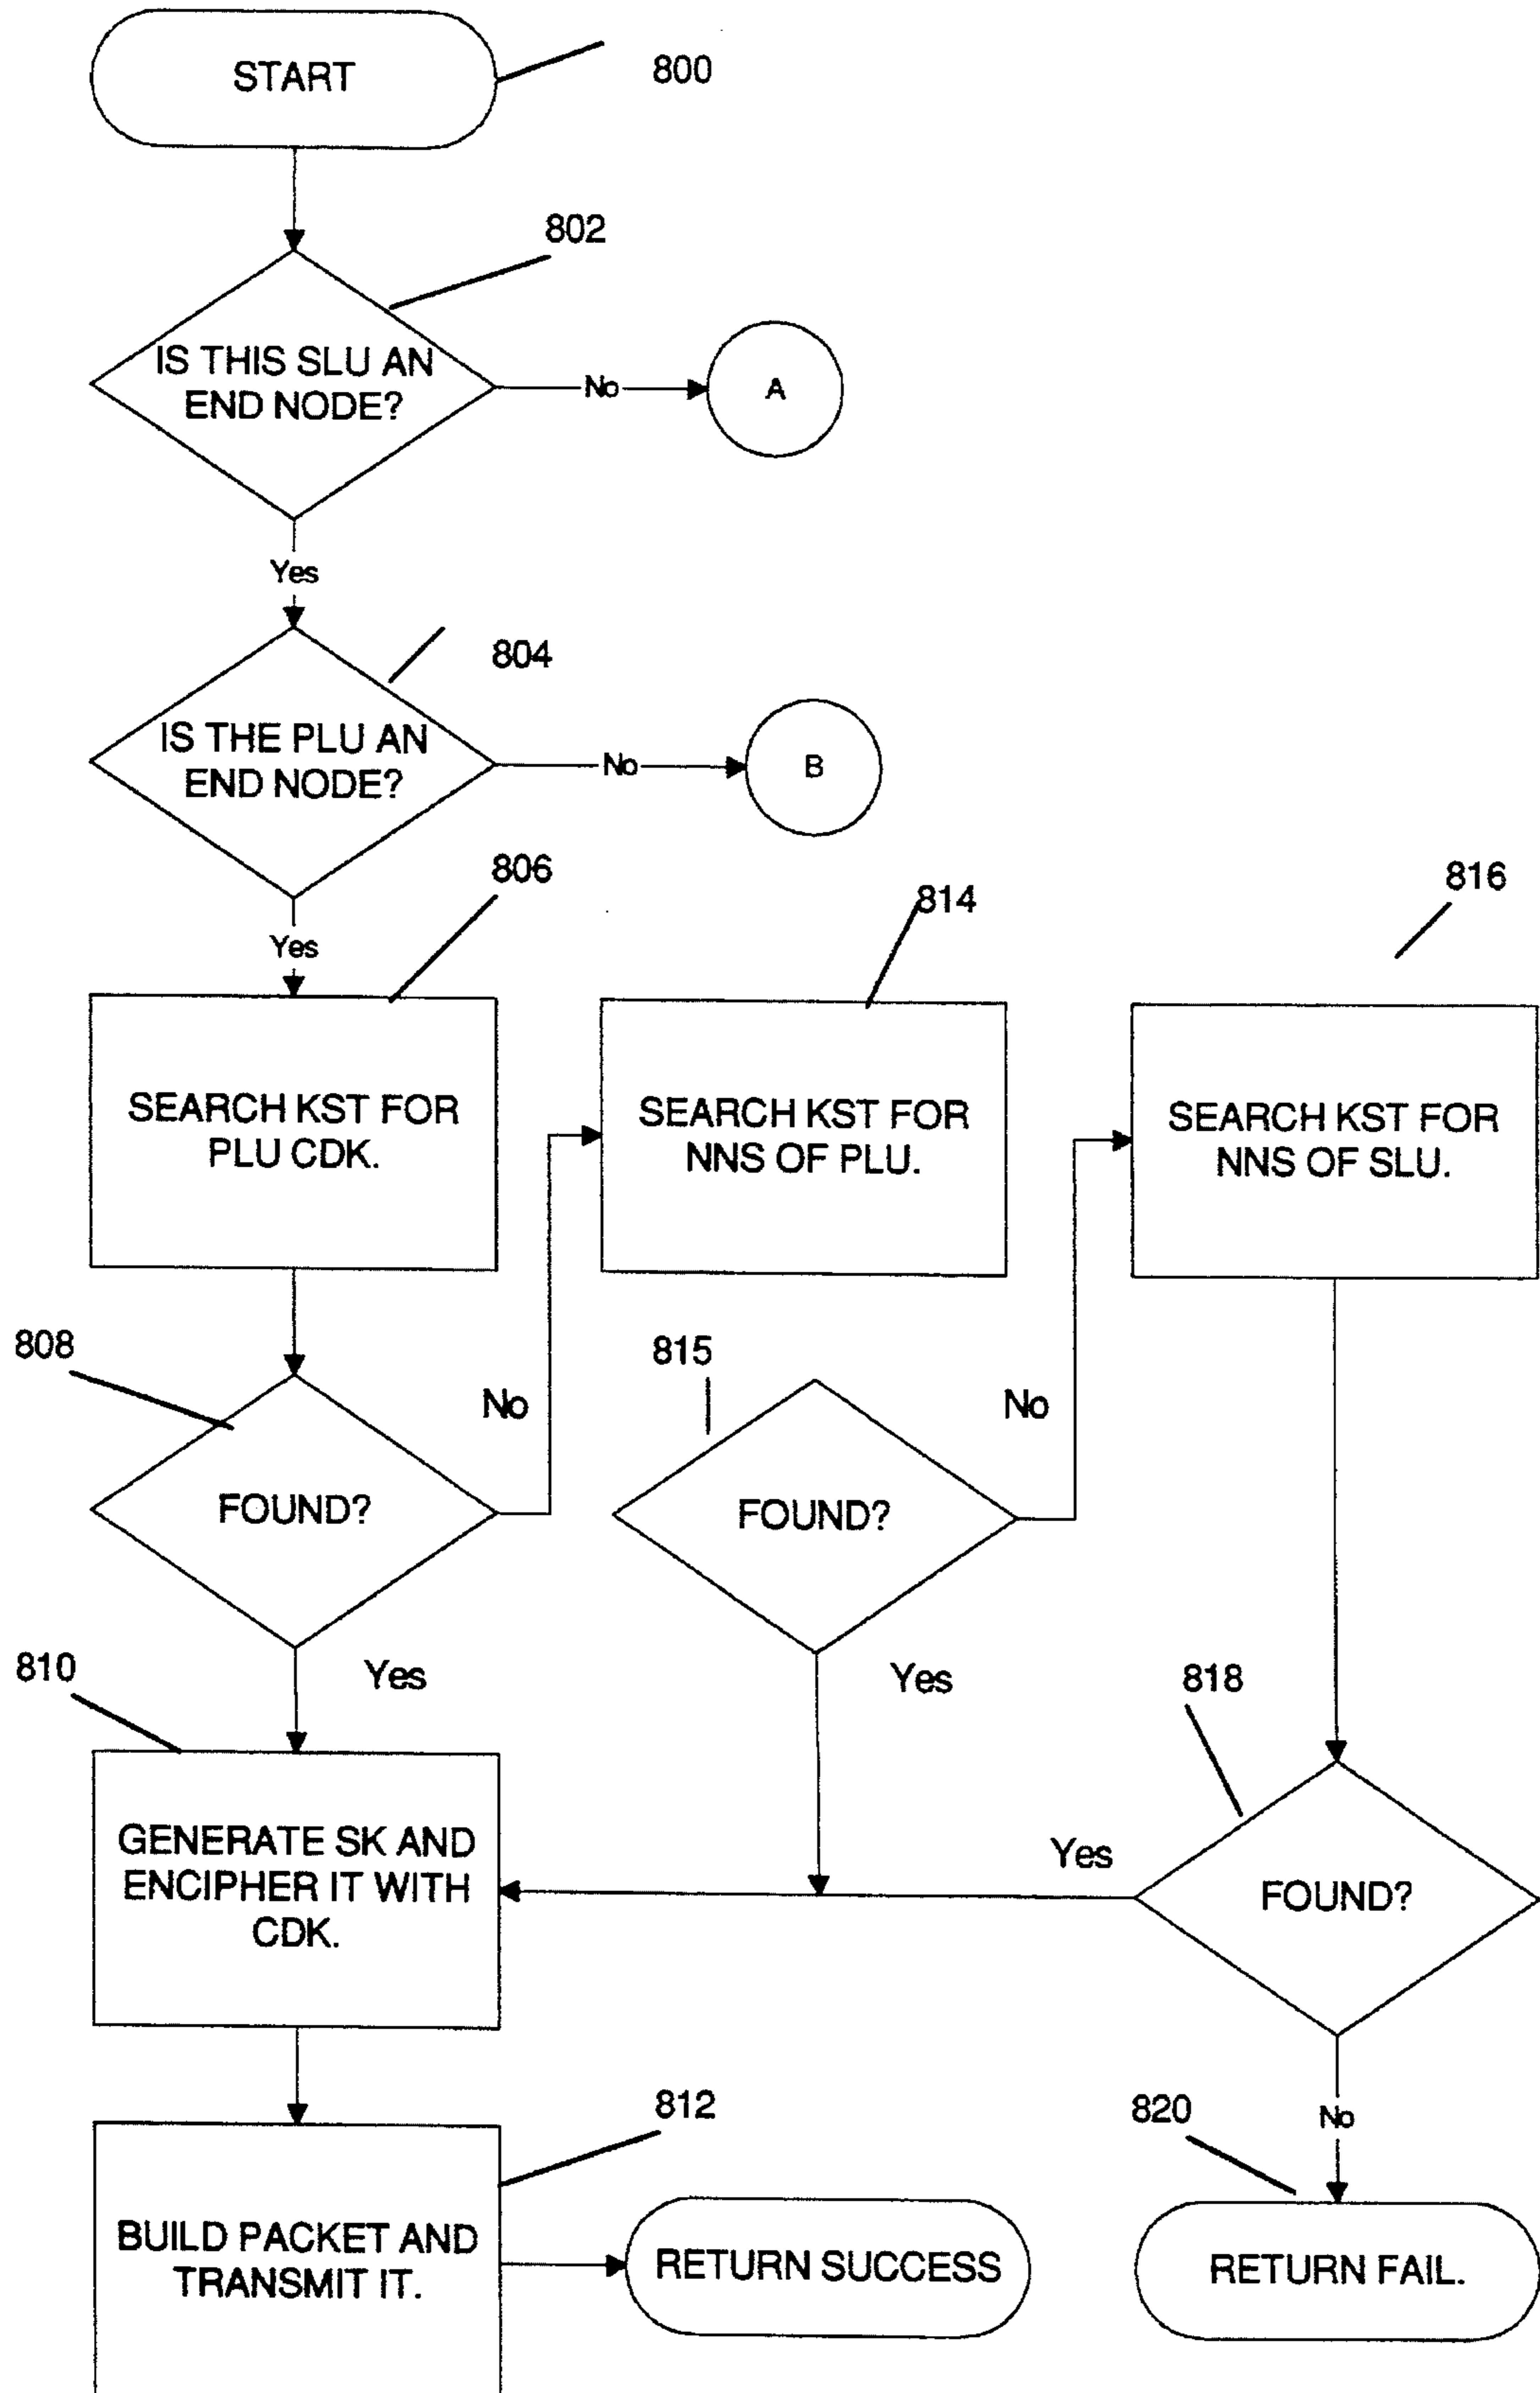 START
800
802
IS THIS SLU AN
END NODE?
No
A
Yes
804
IS THE PLU AN
END NODE?
No
B
806
814
816
Yes
SEARCH KST FOR
PLU CDK.
SEARCH KST FOR
NNS OF PLU.
SEARCH KST FOR
NNS OF SLU.
808
815
No
No
FOUND?
FOUND?
810
Yes
Yes
818
GENERATE SK AND
ENCIPHER IT WITH
CDK.
Yes
FOUND?
812
820
No
BUILD PACKET AND
TRANSMIT IT.
RETURN SUCCESS
RETURN FAIL.